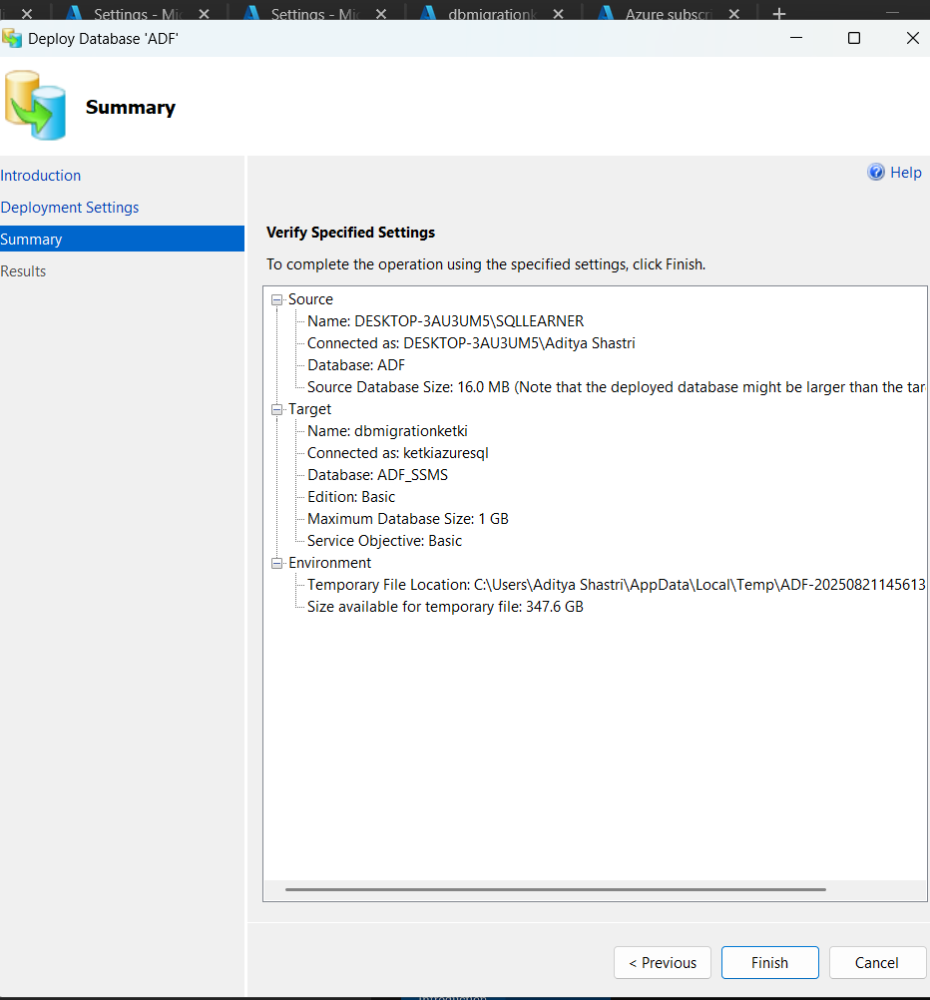 Settings - Mic
Settings - Mic
dbmigrationk
Azure subscri
Deploy Database 'ADF'
Summary
Introduction
Deployment Settings
Summary
Results
Help
Verify Specified Settings
To complete the operation using the specified settings, click Finish.
Source
Name: DESKTOP-3AU3UM5\SQLLEARNER
Connected as: DESKTOP-3AU3UM5\Aditya Shastri
Database: ADF
Source Database Size: 16.0 MB (Note that the deployed database might be larger than the tar
Target
Name: dbmigrationketki
Connected as: ketkiazuresql
Database: ADF_SSMS
Edition: Basic
Maximum Database Size: 1 GB
Service Objective: Basic
Environment
Temporary File Location: C:\Users\Aditya Shastri\AppData\Local\Temp\ADF-20250821145613
Size available for temporary file: 347.6 GB
< Previous
Finish
Cancel